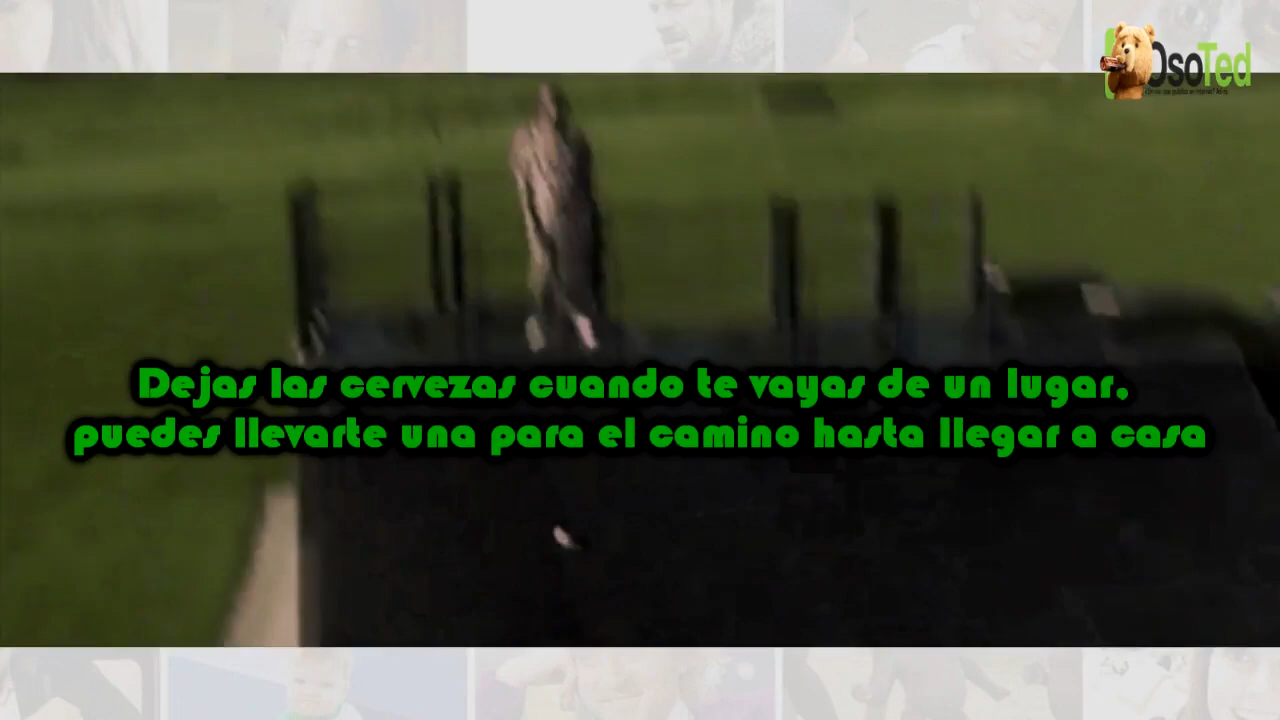 OsoTed
Dejas las cervezas cuando te vayas de un lugar,
puedes llevarte una para el camino hasta llegar a casa